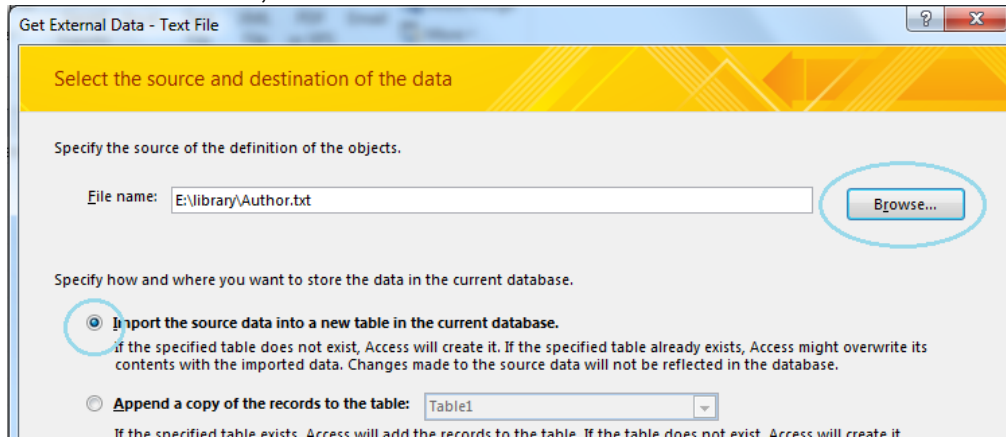 Get External Data - Text File
Select the source and destination of the data
Specify the source of the definition of the objects.
File name: E:\library\Author.txt Browse...
Specify how and where you want to store the data in the current database.
Import the source data into a new table in the current database.
If the specified table does not exist, Access will create it. If the specified table already exists, Access might overwrite its
contents with the imported data. Changes made to the source data will not be reflected in the database.
Append a copy of the records to the table: Table1
If the specified table exists, Access will add the records to the table. If the table does not exist, Access will create it